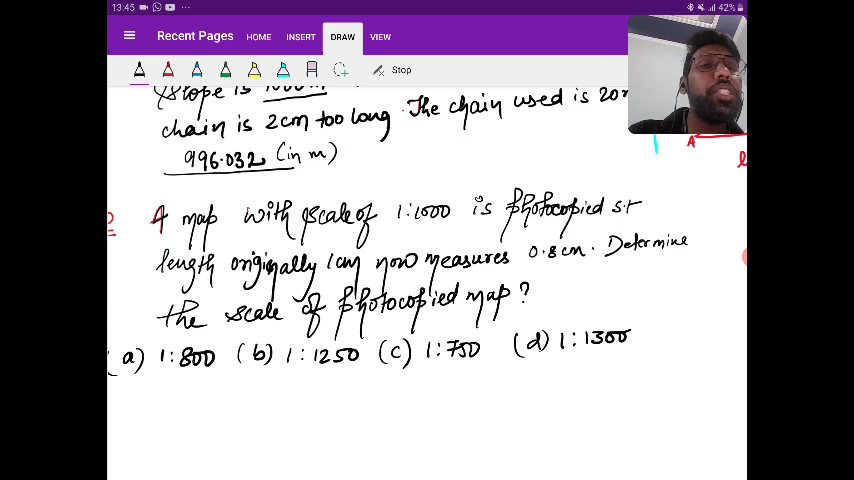 13:45
42%
Recent Pages HOME INSERT DRAW VIEW
Stop
slope is 1000m
chain is 2cm too long. The chain used is 20m
996.032 (in m)
A map with scale of 1:1000 is photocopied s.t
length originally 1cm now measures 0.8cm. Determine
the scale of photocopied map?
(a) 1:800 (b) 1:1250 (c) 1:750 (d) 1:1300
A
l